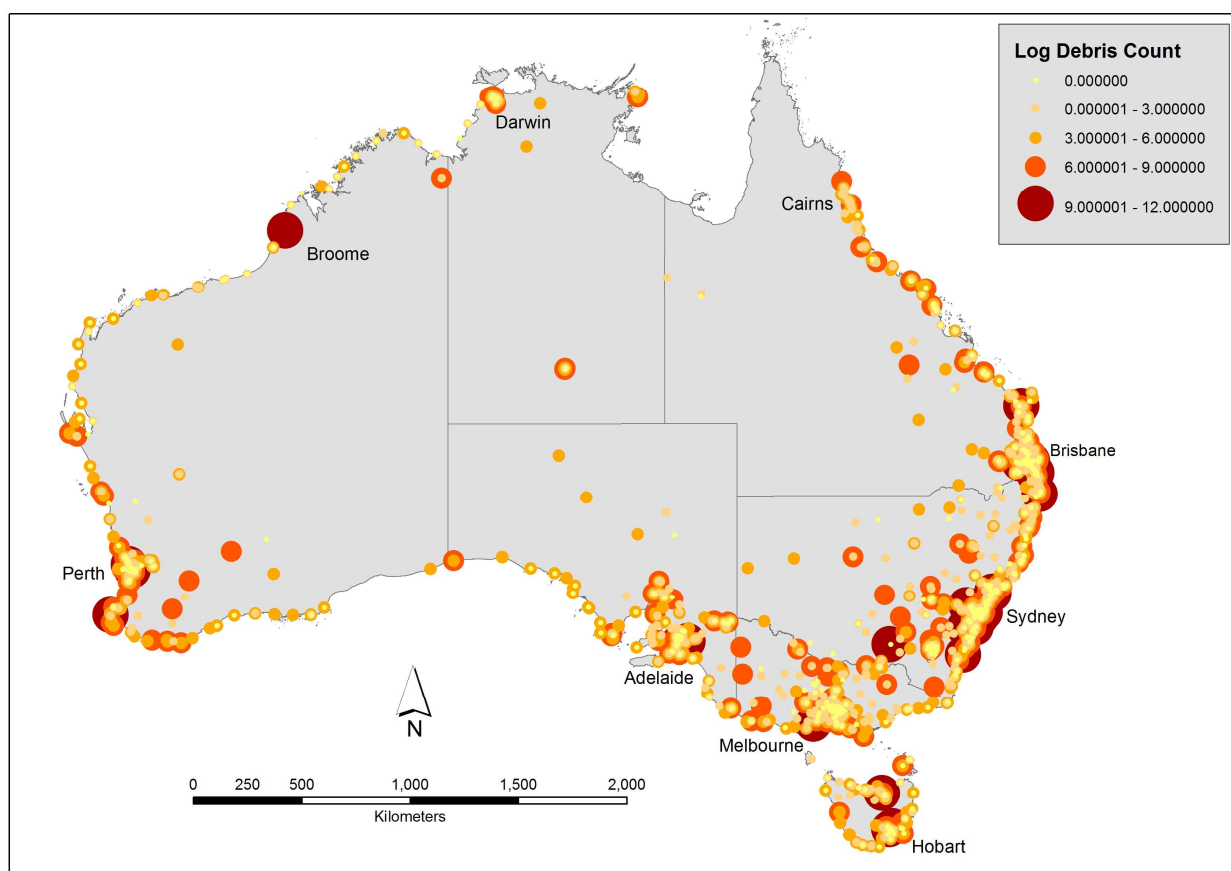 Log Debris Count
0.000000
0.000001 - 3.000000
3.000001 - 6.000000
6.000001 - 9.000000
9.000001 - 12.000000
Darwin
Cairns
Broome
Brisbane
Perth
Sydney
Adelaide
N
Melbourne
0 250 500 1,000 1,500 2,000
Kilometers
Hobart